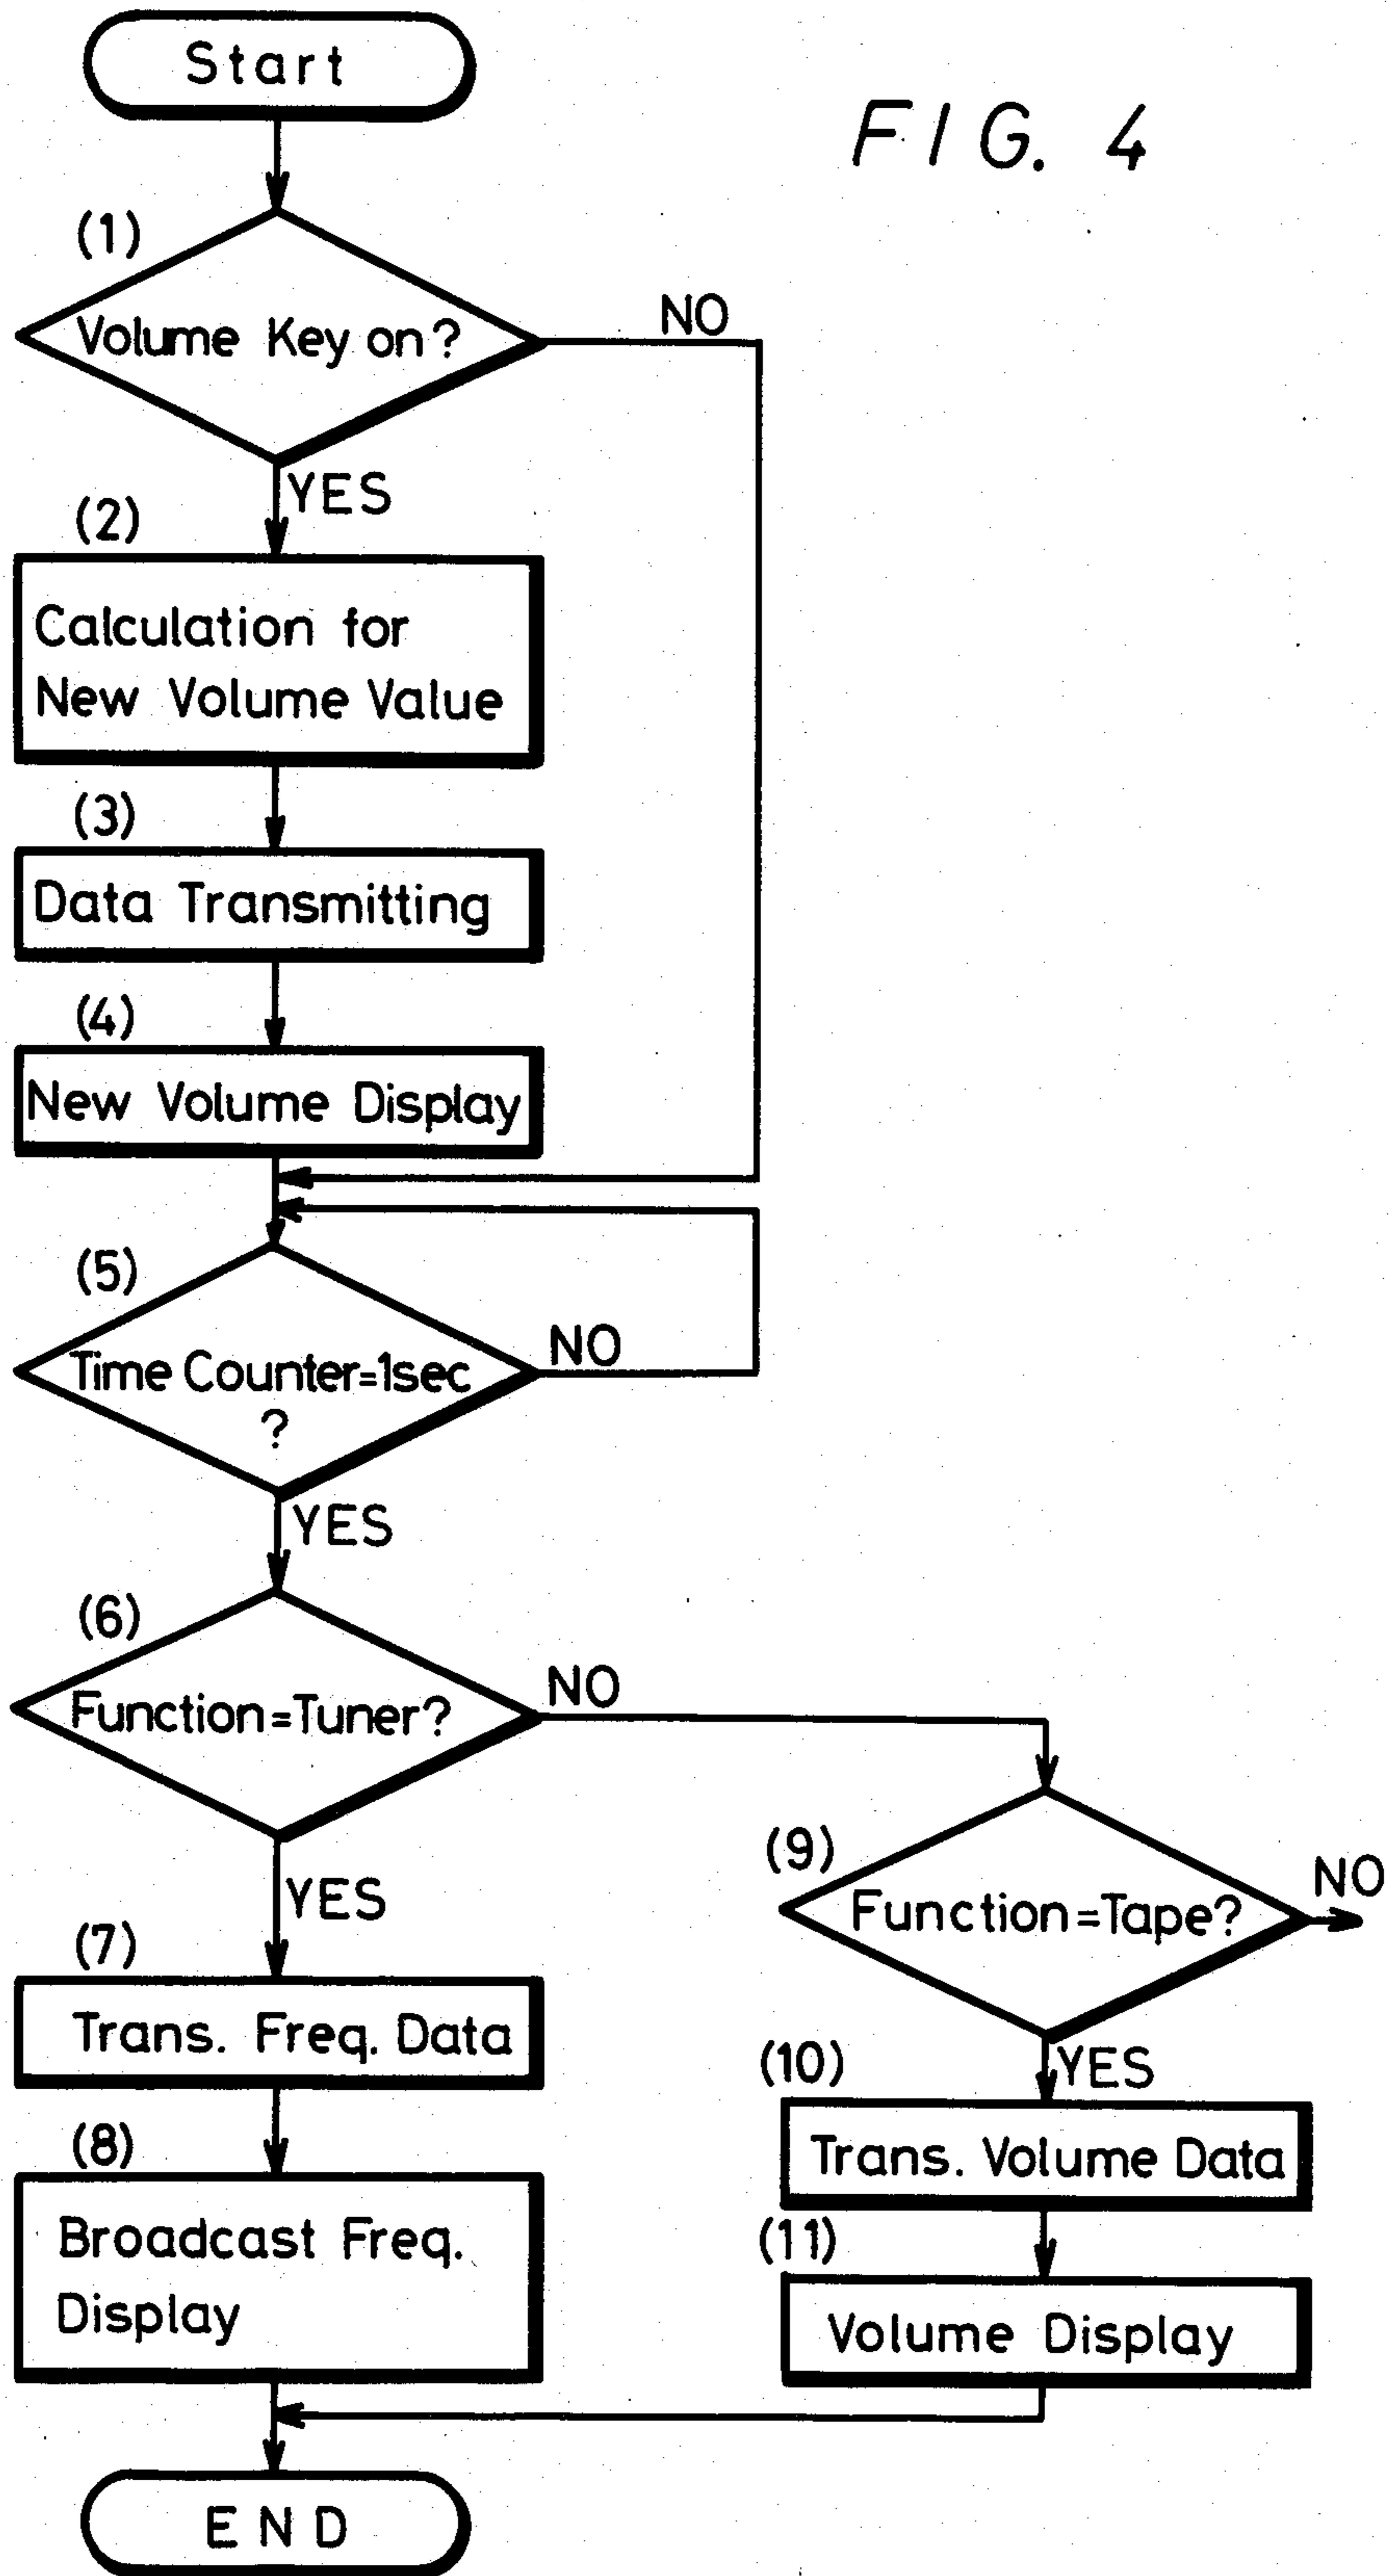 Start
FIG. 4
(1)
Volume Key on?
NO
YES
(2)
Calculation for
New Volume Value
(3)
Data Transmitting
(4)
New Volume Display
(5)
Time Counter=1sec
?
NO
YES
(6)
Function=Tuner?
NO
YES
(7)
Trans. Freq. Data
(8)
Broadcast Freq.
Display
(9)
Function=Tape?
NO
YES
(10)
Trans. Volume Data
(11)
Volume Display
END